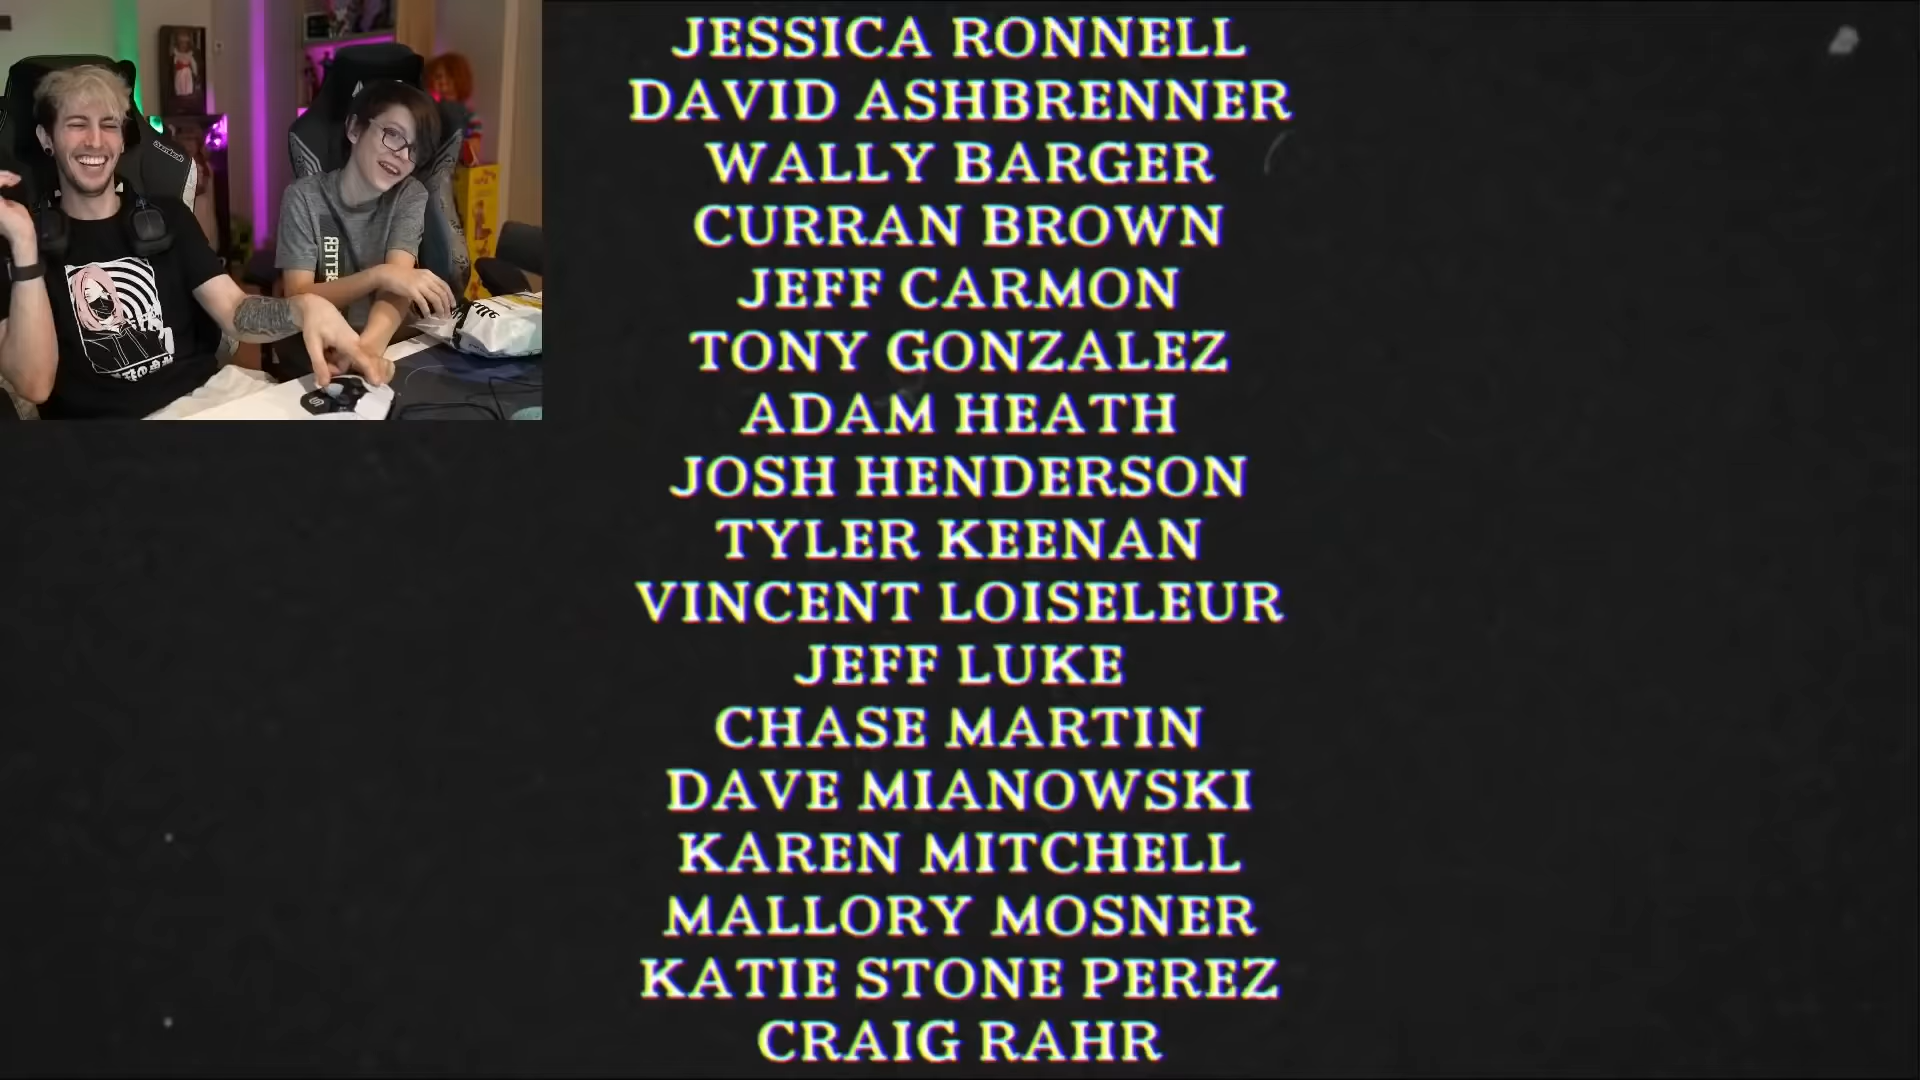 JESSICA RONNELL
DAVID ASHBRENNER
WALLY BARGER
CURRAN BROWN
JEFF CARMON
TONY GONZALEZ
ADAM HEATH
JOSH HENDERSON
TYLER KEENAN
VINCENT LOISELEUR
JEFF LUKE
CHASE MARTIN
DAVE MIANOWSKI
KAREN MITCHELL
MALLORY MOSNER
KATIE STONE PEREZ
CRAIG RAHR